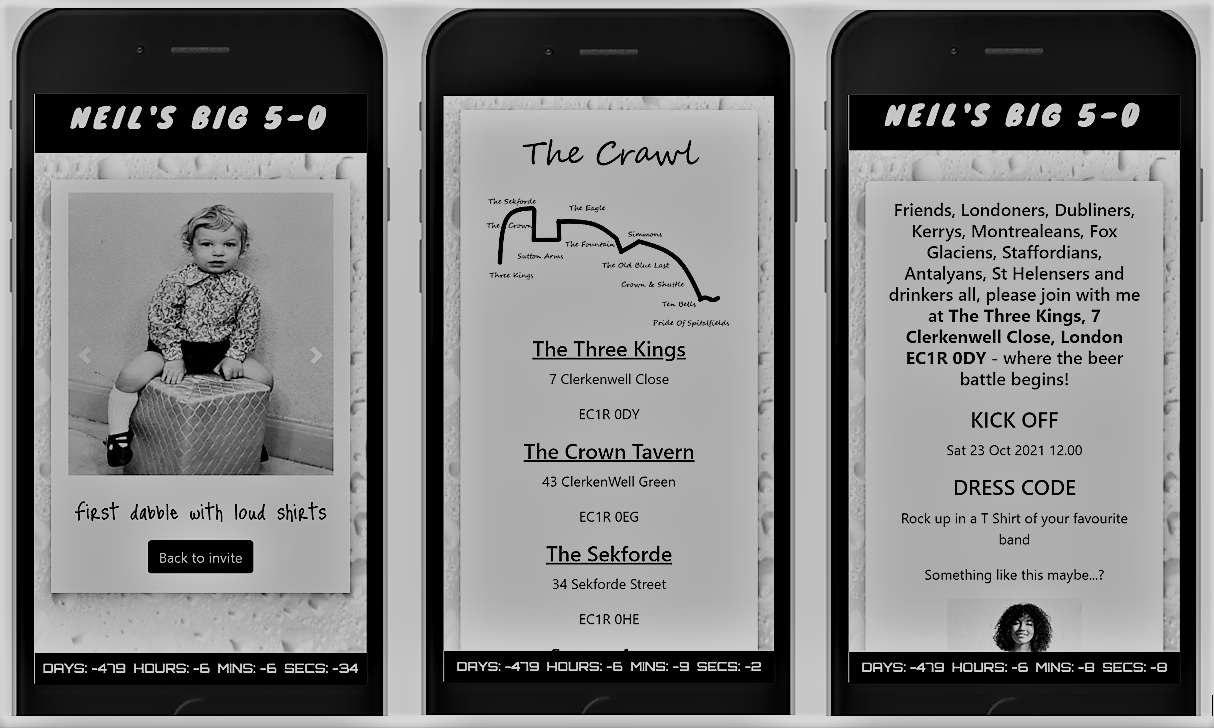 NEIL'S BIG 5-0
first dabble with loud shirts
Back to invite
DAYS: -479 HOURS: -6 MINS: -6 SECS: -34
The Crawl
The Sekforde
The Eagle
The Crown
Simmons
The Fountain
Sutton Arms
The Old Blue Last
Three Kings
Crown & Shuttle
Ten Bells
Pride Of Spitalfields
The Three Kings
7 Clerkenwell Close
EC1R 0DY
The Crown Tavern
43 ClerkenWell Green
EC1R 0EG
The Sekforde
34 Sekforde Street
EC1R 0HE
DAYS: -479 HOURS: -6 MINS: -9 SECS: -2
NEIL'S BIG 5-0
Friends, Londoners, Dubliners,
Kerrys, Montrealeans, Fox
Glaciens, Staffordians,
Antalyans, St Helensers and
drinkers all, please join with me
at The Three Kings, 7
Clerkenwell Close, London
EC1R 0DY - where the beer
battle begins!
KICK OFF
Sat 23 Oct 2021 12.00
DRESS CODE
Rock up in a T Shirt of your favourite
band
Something like this maybe...?
DAYS: -479 HOURS: -6 MINS: -8 SECS: -8